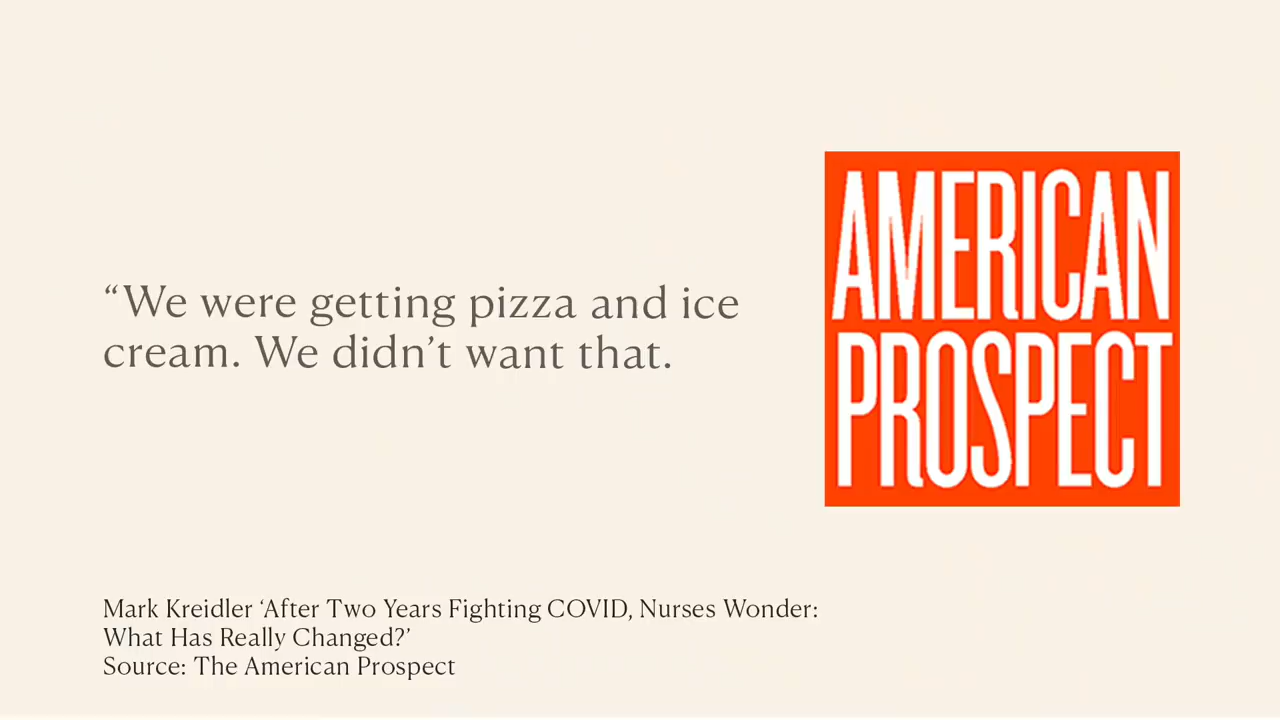 “We were getting pizza and ice
cream. We didn’t want that.
AMERICAN
PROSPECT
Mark Kreidler ‘After Two Years Fighting COVID, Nurses Wonder:
What Has Really Changed?’
Source: The American Prospect